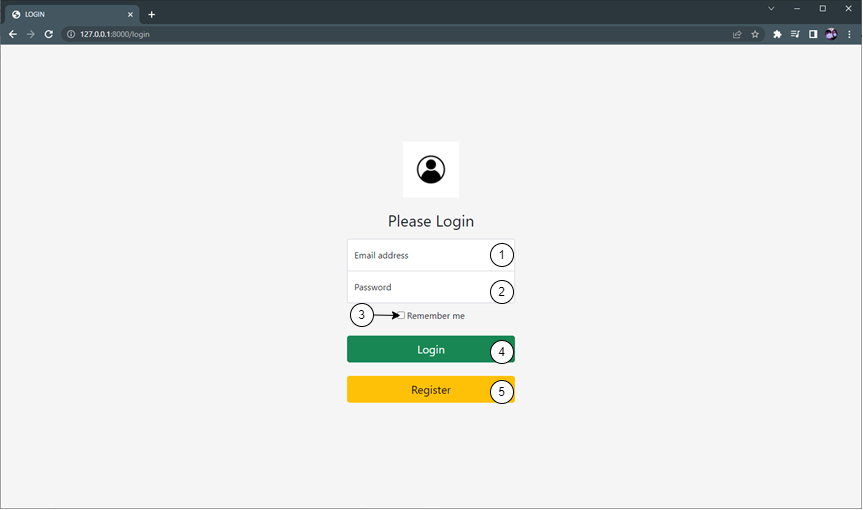 LOGIN
127.0.0.1:8000/login
Please Login
Email address 1
Password 2
3 Remember me
Login 4
Register 5